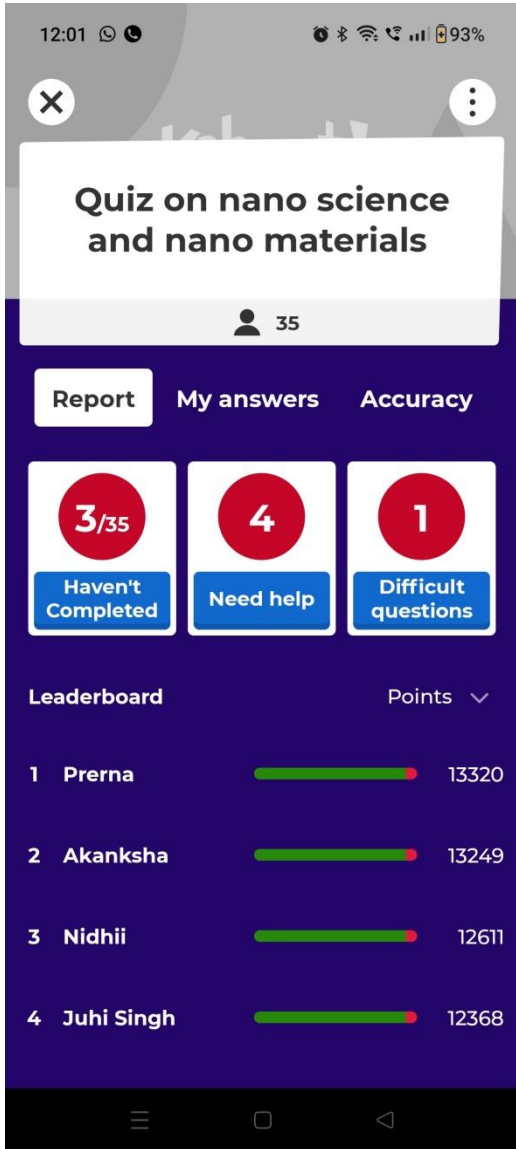 12:01 93%
Quiz on nano science
and nano materials
35
Report My answers Accuracy
3/35 4 1
Haven't
Completed
Need help
Difficult
questions
Leaderboard Points
1 Prerna 13320
2 Akanksha 13249
3 Nidhii 12611
4 Juhi Singh 12368